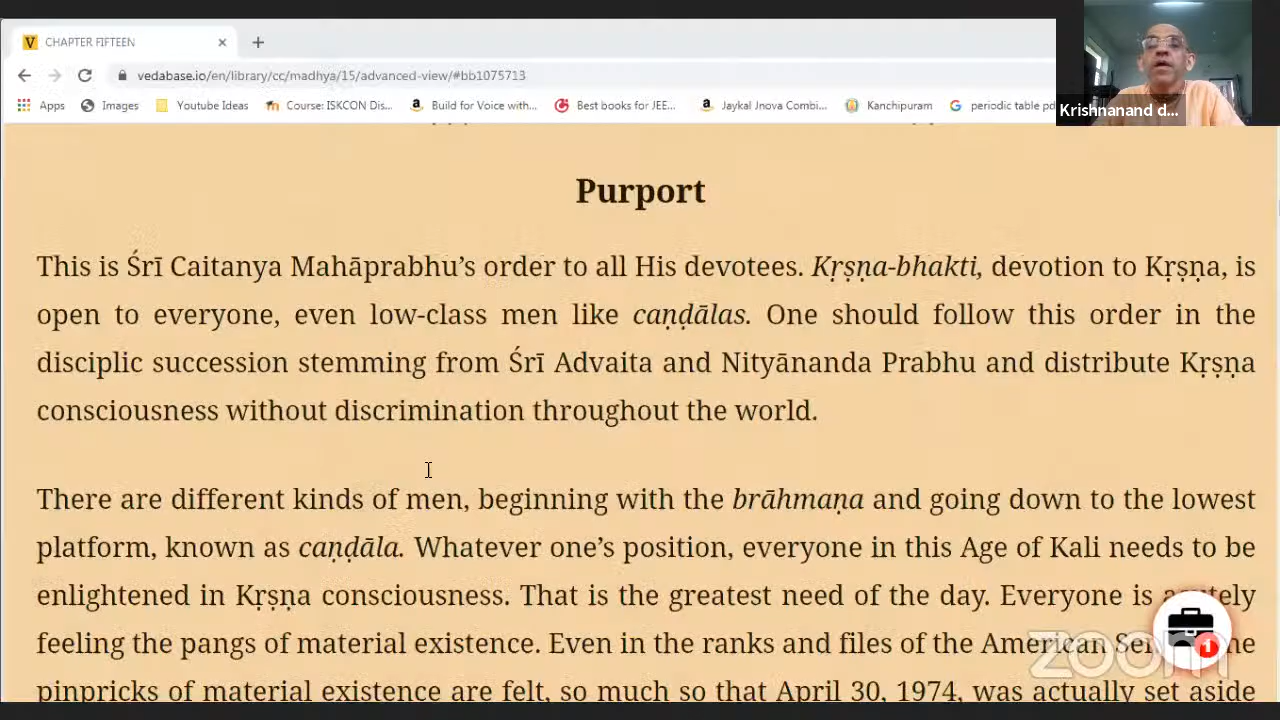 CHAPTER FIFTEEN
vedabase.io/en/library/cc/madhya/15/advanced-view/#bb1075713
Apps Images Youtube Ideas Course: ISKCON Dis... Build for Voice with... Best books for JEE... Jaykal Jnova Combi... Kanchipuram periodic table pd
Krishnanand d...
Purport
This is Śrī Caitanya Mahāprabhu’s order to all His devotees. Kṛṣṇa-bhakti, devotion to Kṛṣṇa, is
open to everyone, even low-class men like caṇḍālas. One should follow this order in the
disciplic succession stemming from Śrī Advaita and Nityānanda Prabhu and distribute Kṛṣṇa
consciousness without discrimination throughout the world.
There are different kinds of men, beginning with the brāhmaṇa and going down to the lowest
platform, known as caṇḍāla. Whatever one’s position, everyone in this Age of Kali needs to be
enlightened in Kṛṣṇa consciousness. That is the greatest need of the day. Everyone is
feeling the pangs of material existence. Even in the ranks and files of the American
pinpricks of material existence are felt, so much so that April 30, 1974, was actually set aside
zoom
1